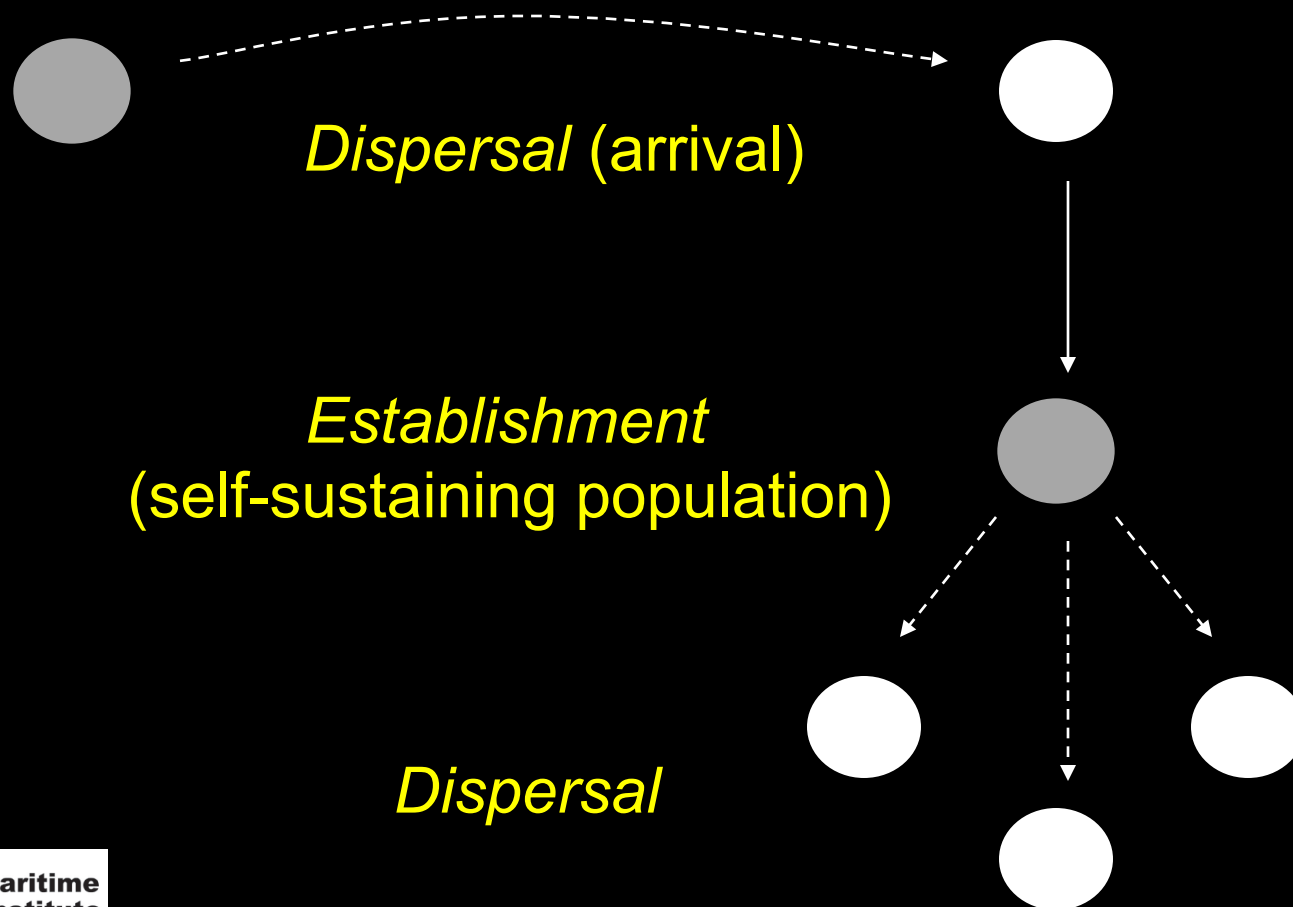 Dispersal (arrival)
Establishment
(self-sustaining population)
Dispersal
aritime